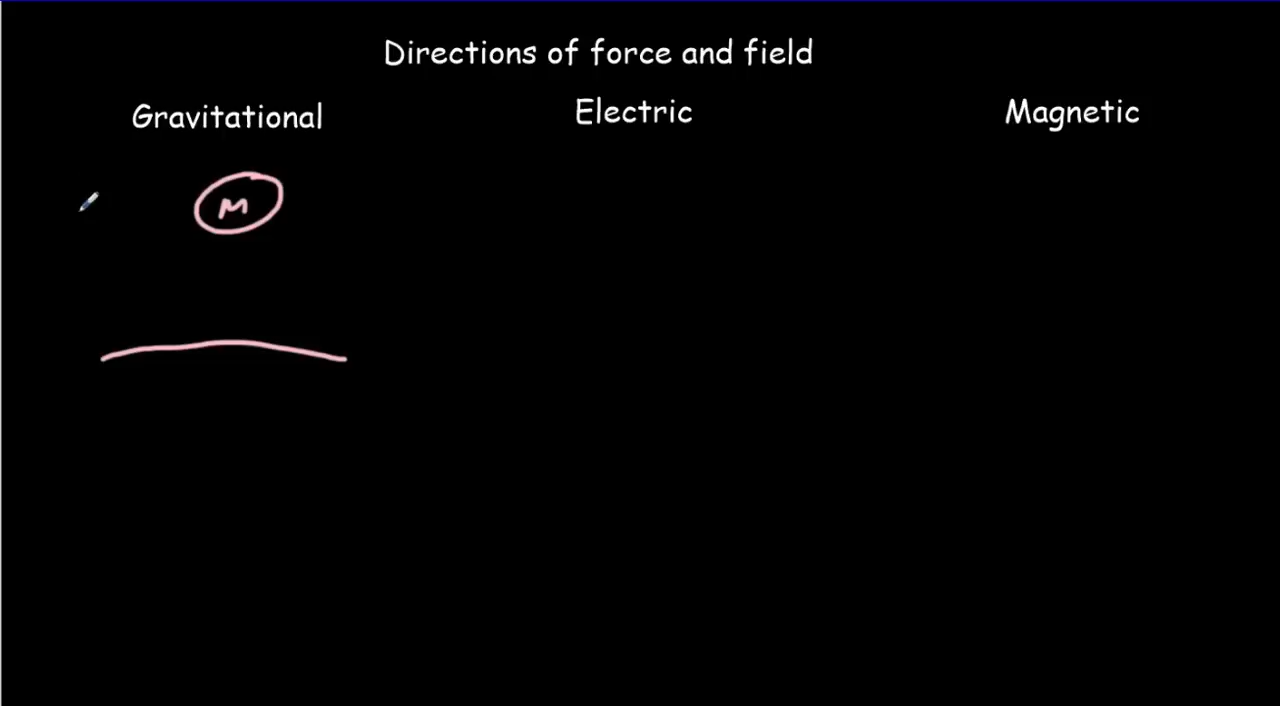 Directions of force and field
Gravitational Electric Magnetic
M